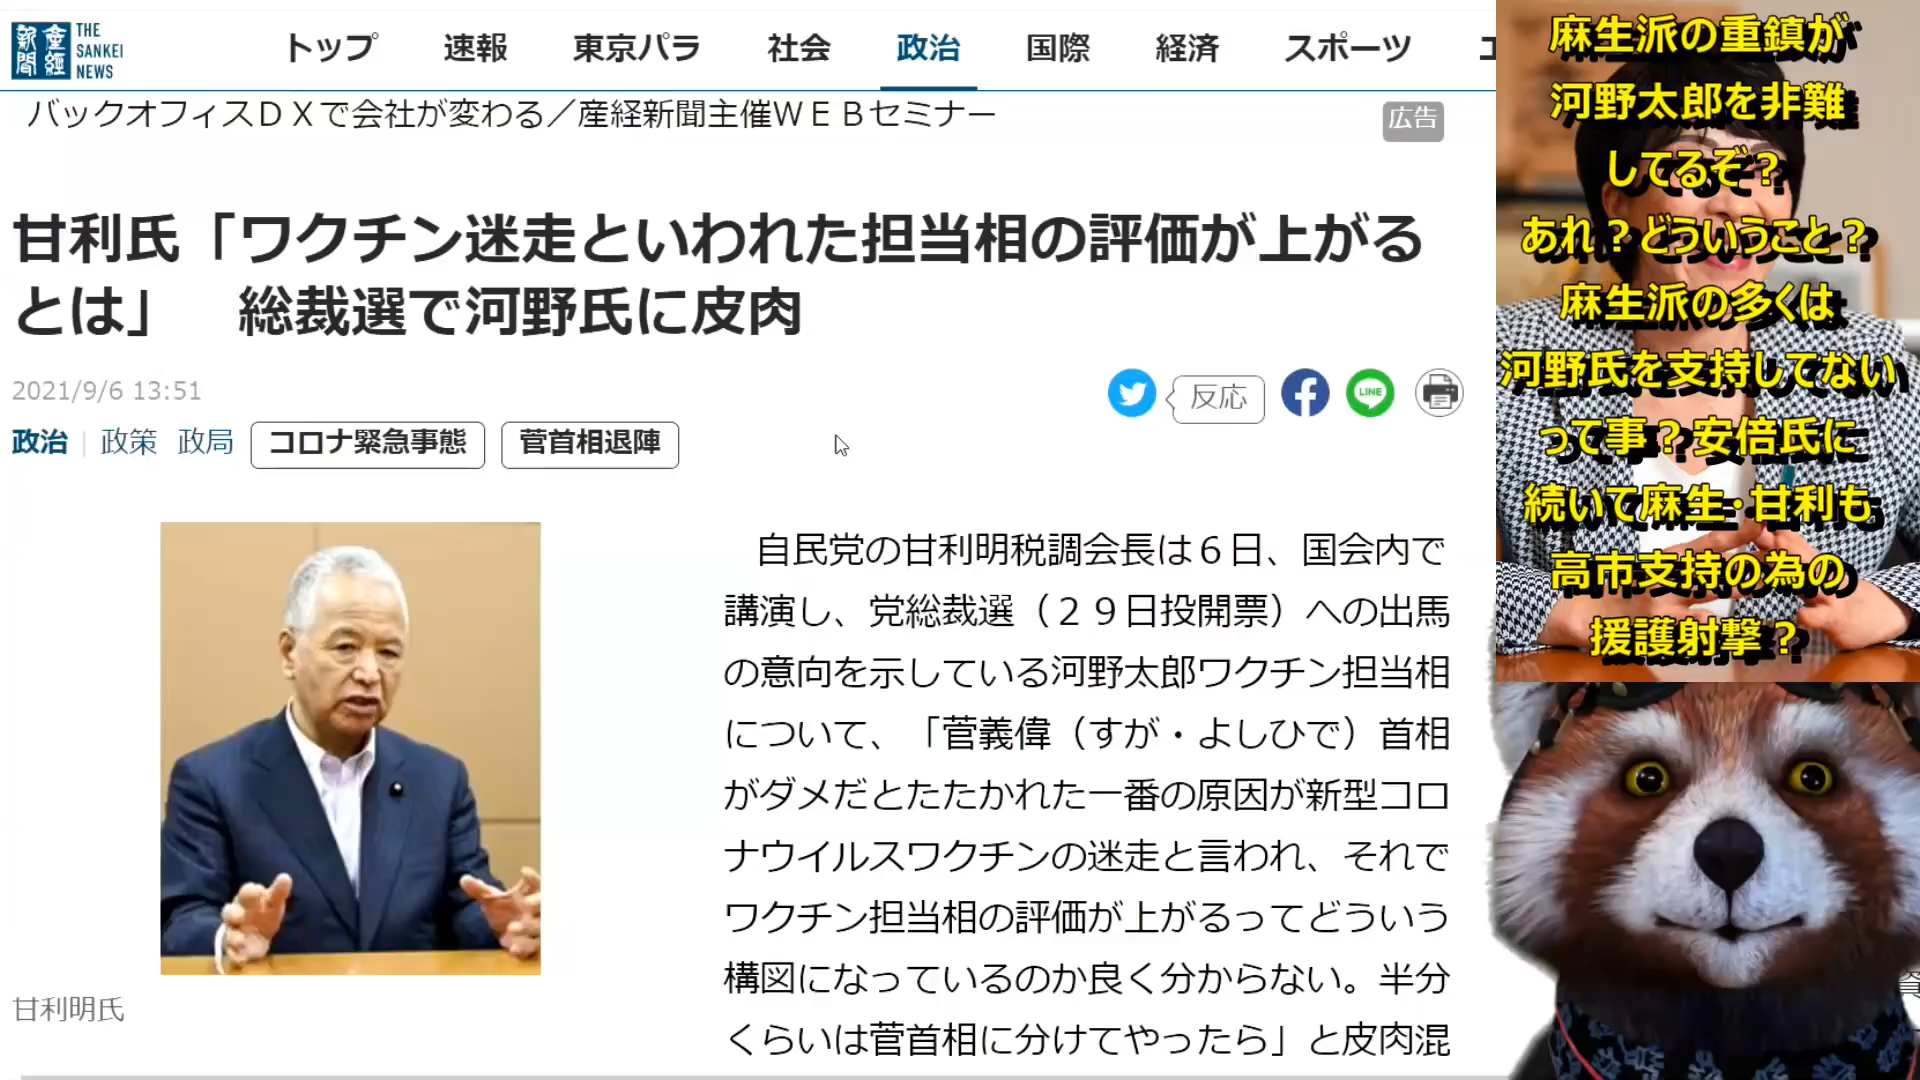 産經新聞
THE
SANKEI
NEWS
トップ 速報 東京パラ 社会 政治 国際 経済 スポーツ
バックオフィスＤＸで会社が変わる／産経新聞主催ＷＥＢセミナー
広告
甘利氏「ワクチン迷走といわれた担当相の評価が上がる
とは」　総裁選で河野氏に皮肉
2021/9/6 13:51
反応
LINE
政治 | 政策 政局 コロナ緊急事態 菅首相退陣
自民党の甘利明税調会長は６日、国会内で
講演し、党総裁選（２９日投開票）への出馬
の意向を示している河野太郎ワクチン担当相
について、「菅義偉（すが・よしひで）首相
がダメだとたたかれた一番の原因が新型コロ
ナウイルスワクチンの迷走と言われ、それで
ワクチン担当相の評価が上がるってどういう
構図になっているのか良く分からない。半分
くらいは菅首相に分けてやったら」と皮肉混
甘利明氏
麻生派の重鎮が
河野太郎を非難
してるぞ？
あれ？どういうこと？
麻生派の多くは
河野氏を支持してない
って事？安倍氏に
続いて麻生・甘利も
高市支持の為の
援護射撃？